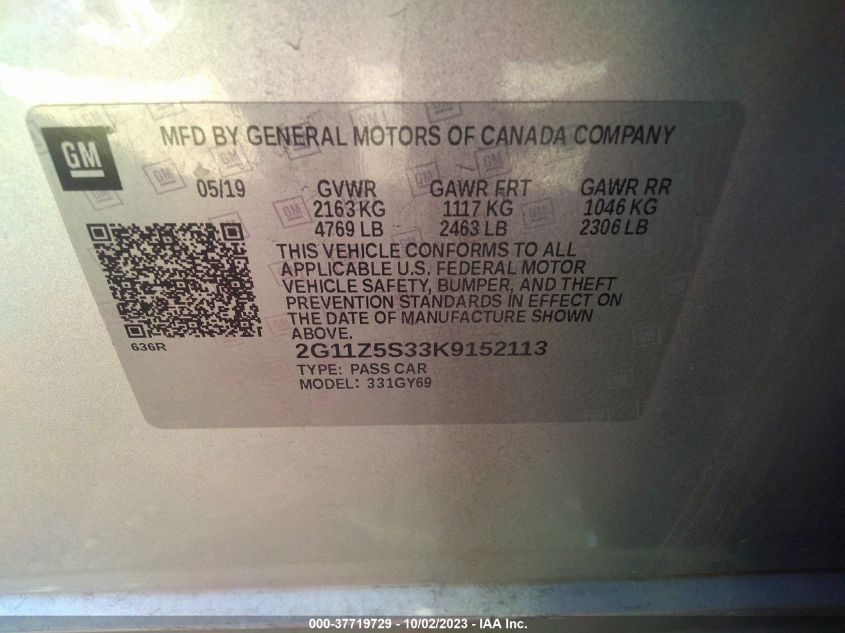 GM
MFD BY GENERAL MOTORS OF CANADA COMPANY
05/19 GVWR GAWR FRT GAWR RR
2163 KG 1117 KG 1046 KG
4769 LB 2463 LB 2306 LB
THIS VEHICLE CONFORMS TO ALL
APPLICABLE U.S. FEDERAL MOTOR
VEHICLE SAFETY, BUMPER, AND THEFT
PREVENTION STANDARDS IN EFFECT ON
THE DATE OF MANUFACTURE SHOWN
ABOVE.
636R
2G11Z5S33K9152113
TYPE: PASS CAR
MODEL: 331GY69
000-37719729 - 10/02/2023 - IAA Inc.